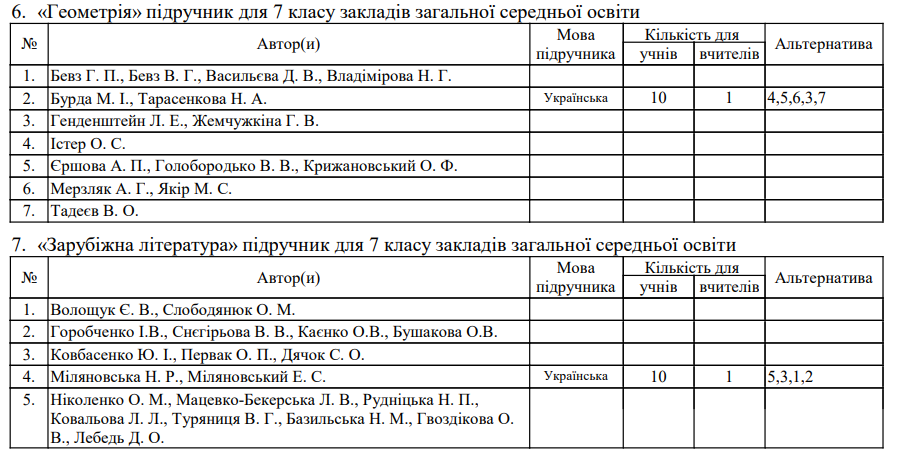 6. «Геометрія» підручник для 7 класу закладів загальної середньої освіти
№ Автор(и) Мова підручника Кількість для учнів вчителів Альтернатива
1. Бевз Г. П., Бевз В. Г., Васильєва Д. В., Владімірова Н. Г.
2. Бурда М. І., Тарасенкова Н. А. Українська 10 1 4,5,6,3,7
3. Генденштейн Л. Е., Жемчужкіна Г. В.
4. Істер О. С.
5. Єршова А. П., Голобородько В. В., Крижановський О. Ф.
6. Мерзляк А. Г., Якір М. С.
7. Тадеєв В. О.
7. «Зарубіжна література» підручник для 7 класу закладів загальної середньої освіти
№ Автор(и) Мова підручника Кількість для учнів вчителів Альтернатива
1. Волощук Є. В., Слободянюк О. М.
2. Горобченко І.В., Снєгірьова В. В., Каєнко О.В., Бушакова О.В.
3. Ковбасенко Ю. І., Первак О. П., Дячок С. О.
4. Міляновська Н. Р., Міляновський Е. С. Українська 10 1 5,3,1,2
5. Ніколенко О. М., Мацевко-Бекерська Л. В., Рудніцька Н. П.,
Ковальова Л. Л., Туряниця В. Г., Базильська Н. М., Гвоздікова О.
В., Лебедь Д. О.